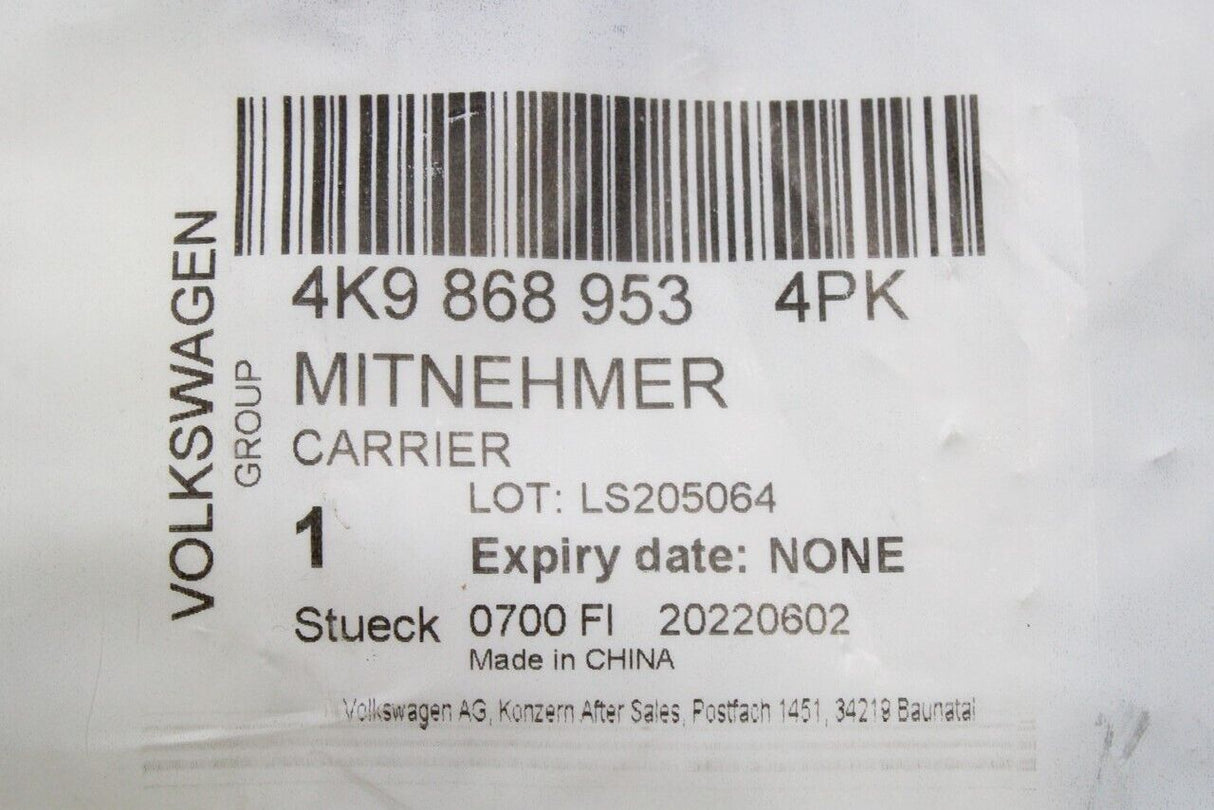 VOLKSWAGEN
GROUP
4K9 868 953 4PK
MITNEHMER
CARRIER
LOT: LS205064
1
Expiry date: NONE
Stueck 0700 FI 20220602
Made in CHINA
Volkswagen AG, Konzern After Sales, Postfach 1451, 34219 Baunatal